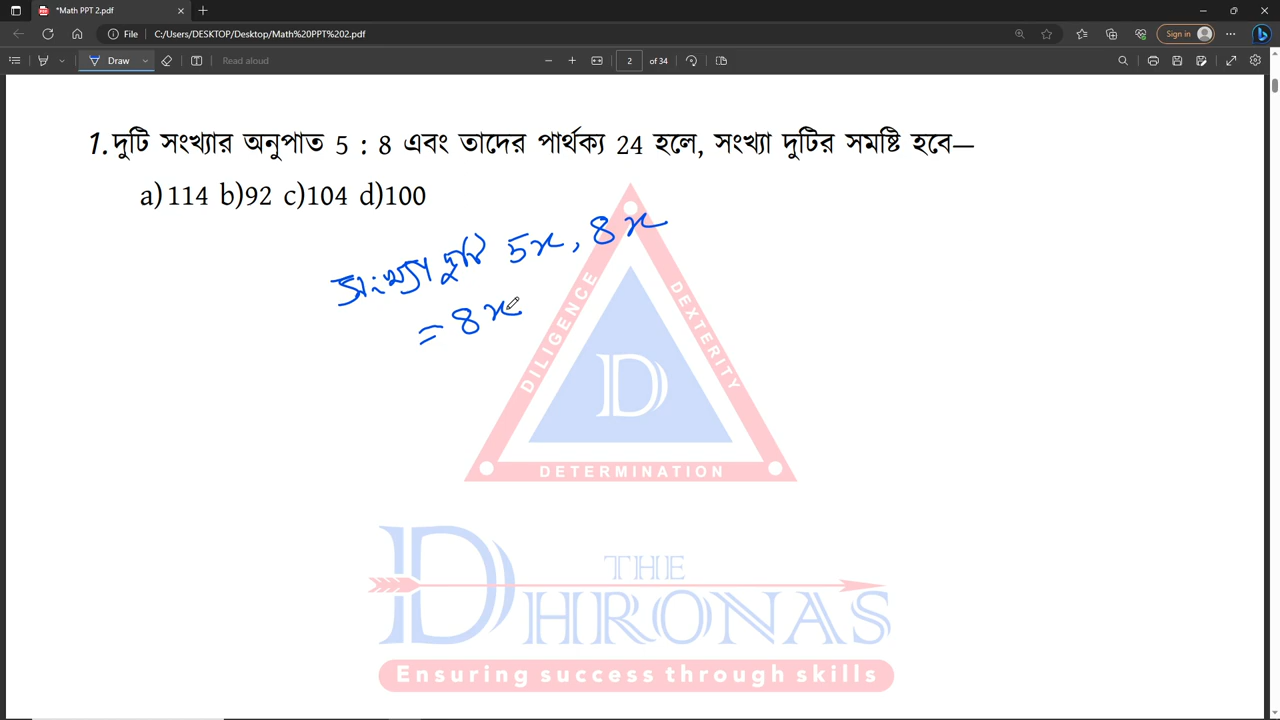 *Math PPT 2.pdf
File C:/Users/DESKTOP/Desktop/Math%20PPT%202.pdf
Sign in
Draw Read aloud 2 of 34
1. দুটি সংখ্যার অনুপাত 5 : 8 এবং তাদের পার্থক্য 24 হলে, সংখ্যা দুটির সমষ্টি হবে—
a)114 b)92 c)104 d)100
সংখ্যা দুটি 5x, 8x
= 8x
DILIGENCE
DEXTERITY
D
DETERMINATION
THE
DHRONAS
Ensuring success through skills